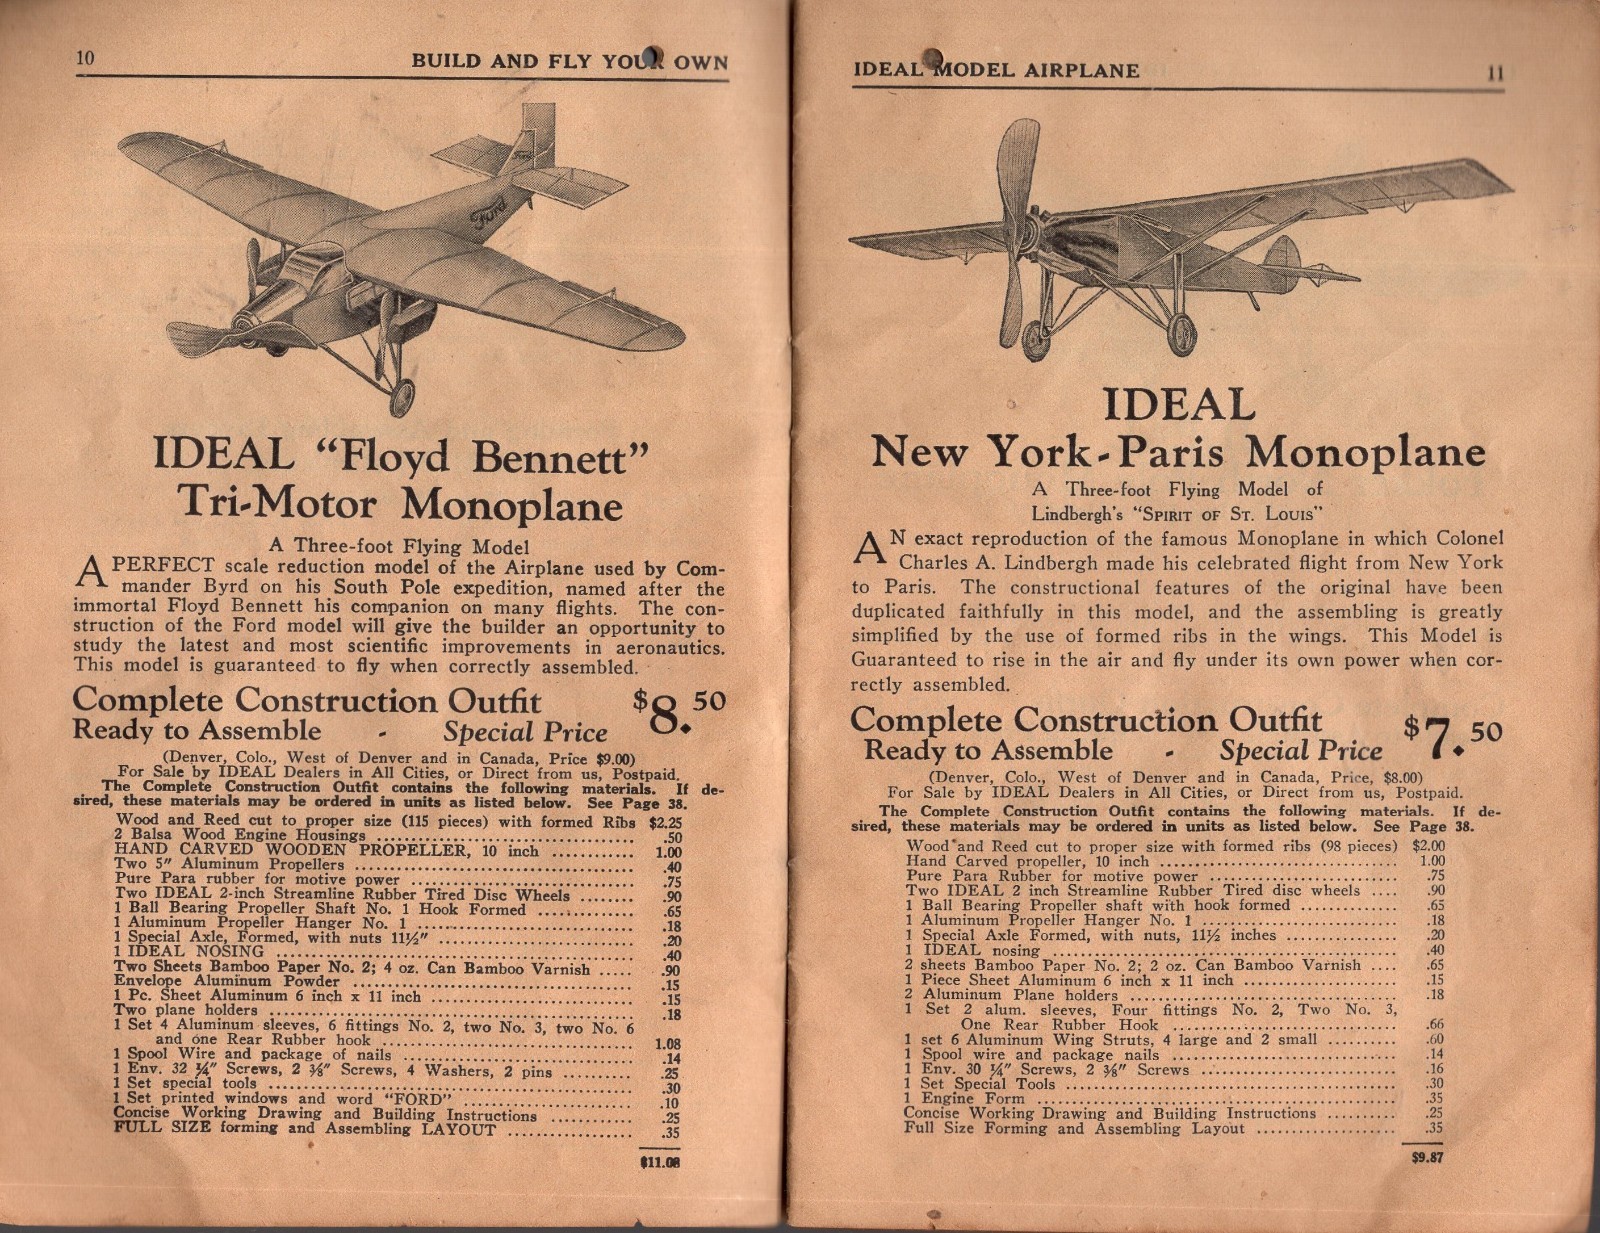 10
BUILD AND FLY YOUR OWN
Ford
Ford
IDEAL “Floyd Bennett”
Tri-Motor Monoplane
A Three-foot Flying Model
A PERFECT scale reduction model of the Airplane used by Com-
mander Byrd on his South Pole expedition, named after the
immortal Floyd Bennett his companion on many flights. The con-
struction of the Ford model will give the builder an opportunity to
study the latest and most scientific improvements in aeronautics.
This model is guaranteed to fly when correctly assembled.
Complete Construction Outfit $8.50
Ready to Assemble - Special Price
(Denver, Colo., West of Denver and in Canada, Price $9.00)
For Sale by IDEAL Dealers in All Cities, or Direct from us, Postpaid.
The Complete Construction Outfit contains the following materials. If de-
sired, these materials may be ordered in units as listed below. See Page 38.
Wood and Reed cut to proper size (115 pieces) with formed Ribs $2.25
2 Balsa Wood Engine Housings .50
HAND CARVED WOODEN PROPELLER, 10 inch 1.00
Two 5" Aluminum Propellers .40
Pure Para rubber for motive power .75
Two IDEAL 2-inch Streamline Rubber Tired Disc Wheels .90
1 Ball Bearing Propeller Shaft No. 1 Hook Formed .65
1 Aluminum Propeller Hanger No. 1 .18
1 Special Axle, Formed, with nuts 11½" .20
1 IDEAL NOSING .40
Two Sheets Bamboo Paper No. 2; 4 oz. Can Bamboo Varnish .90
Envelope Aluminum Powder .15
1 Pc. Sheet Aluminum 6 inch x 11 inch .15
Two plane holders .18
1 Set 4 Aluminum sleeves, 6 fittings No. 2, two No. 3, two No. 6
and one Rear Rubber hook 1.08
1 Spool Wire and package of nails .14
1 Env. 32 ¼" Screws, 2 ⅜" Screws, 4 Washers, 2 pins .25
1 Set special tools .30
1 Set printed windows and word “FORD” .10
Concise Working Drawing and Building Instructions .25
FULL SIZE forming and Assembling LAYOUT .35
$11.08
IDEAL MODEL AIRPLANE
11
IDEAL
New York-Paris Monoplane
A Three-foot Flying Model of
Lindbergh's “SPIRIT OF ST. LOUIS”
AN exact reproduction of the famous Monoplane in which Colonel
Charles A. Lindbergh made his celebrated flight from New York
to Paris. The constructional features of the original have been
duplicated faithfully in this model, and the assembling is greatly
simplified by the use of formed ribs in the wings. This Model is
Guaranteed to rise in the air and fly under its own power when cor-
rectly assembled.
Complete Construction Outfit $7.50
Ready to Assemble - Special Price
(Denver, Colo., West of Denver and in Canada, Price, $8.00)
For Sale by IDEAL Dealers in All Cities, or Direct from us, Postpaid.
The Complete Construction Outfit contains the following materials. If de-
sired, these materials may be ordered in units as listed below. See Page 38.
Wood and Reed cut to proper size with formed ribs (98 pieces) $2.00
Hand Carved propeller, 10 inch 1.00
Pure Para Rubber for motive power .75
Two IDEAL 2 inch Streamline Rubber Tired disc wheels .90
1 Ball Bearing Propeller shaft with hook formed .65
1 Aluminum Propeller Hanger No. 1 .18
1 Special Axle Formed, with nuts, 11½ inches .20
1 IDEAL nosing .40
2 sheets Bamboo Paper No. 2; 2 oz. Can Bamboo Varnish .65
1 Piece Sheet Aluminum 6 inch x 11 inch .15
2 Aluminum Plane holders .18
1 Set 2 alum. sleeves, Four fittings No. 2, Two No. 3,
One Rear Rubber Hook .66
1 set 6 Aluminum Wing Struts, 4 large and 2 small .60
1 Spool wire and package nails .14
1 Env. 30 ¼" Screws, 2 ⅜" Screws .16
1 Set Special Tools .30
1 Engine Form .35
Concise Working Drawing and Building Instructions .25
Full Size Forming and Assembling Layout .35
$9.87